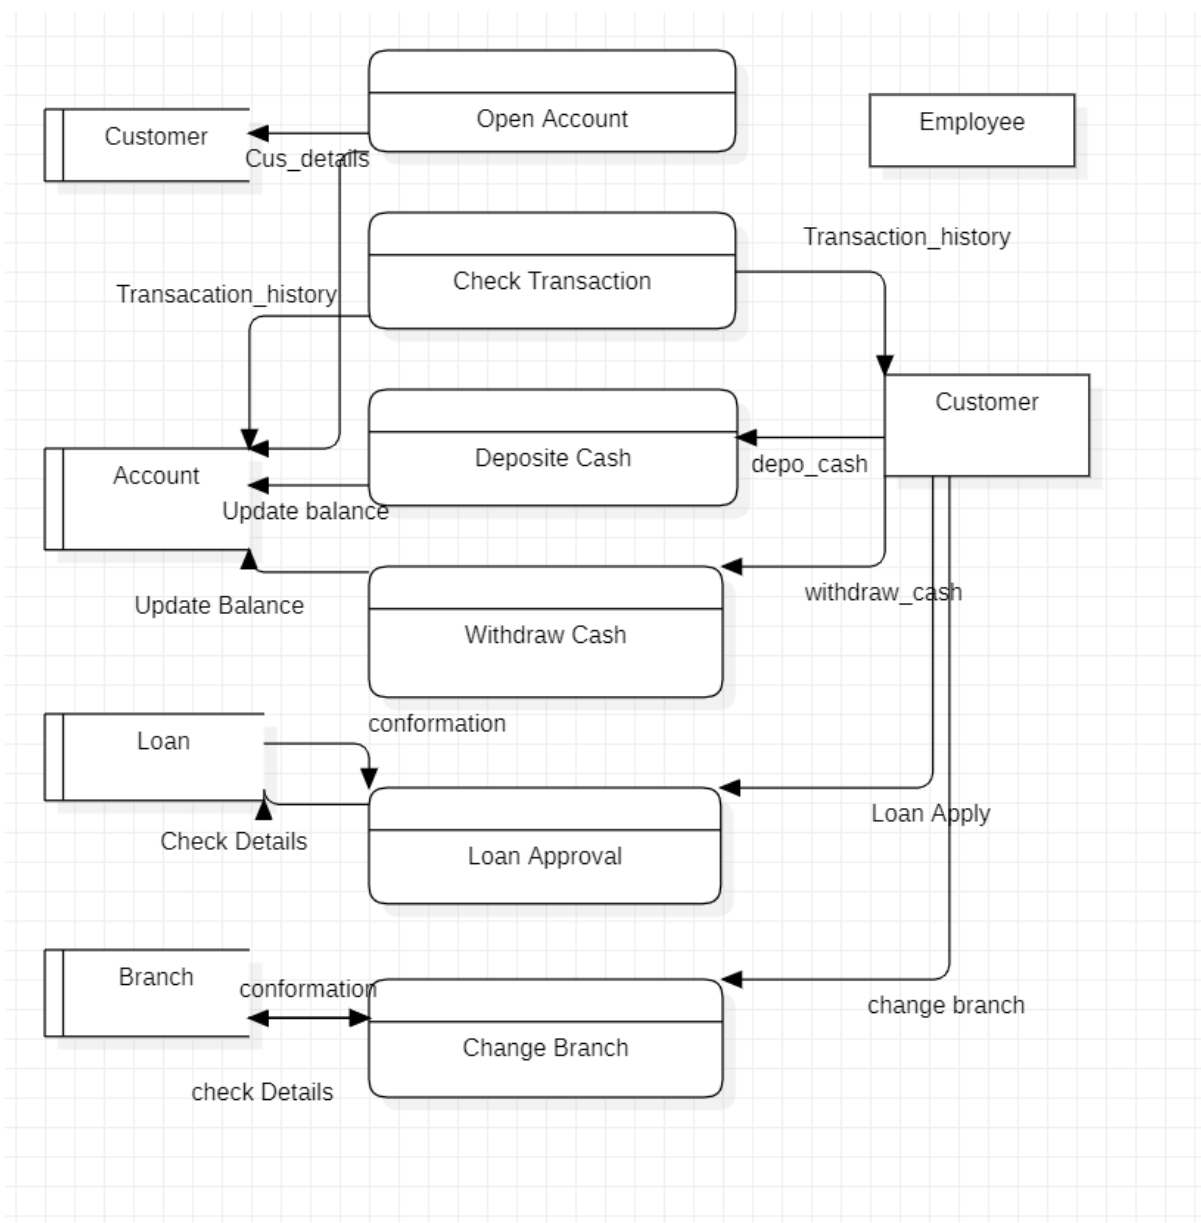 Open Account
Employee
Customer
Cus_details
Transaction_history
Check Transaction
Transacation_history
Customer
Deposite Cash
depo_cash
Account
Update balance
withdraw_cash
Update Balance
Withdraw Cash
conformation
Loan
Loan Apply
Check Details
Loan Approval
Branch
conformation
change branch
Change Branch
check Details